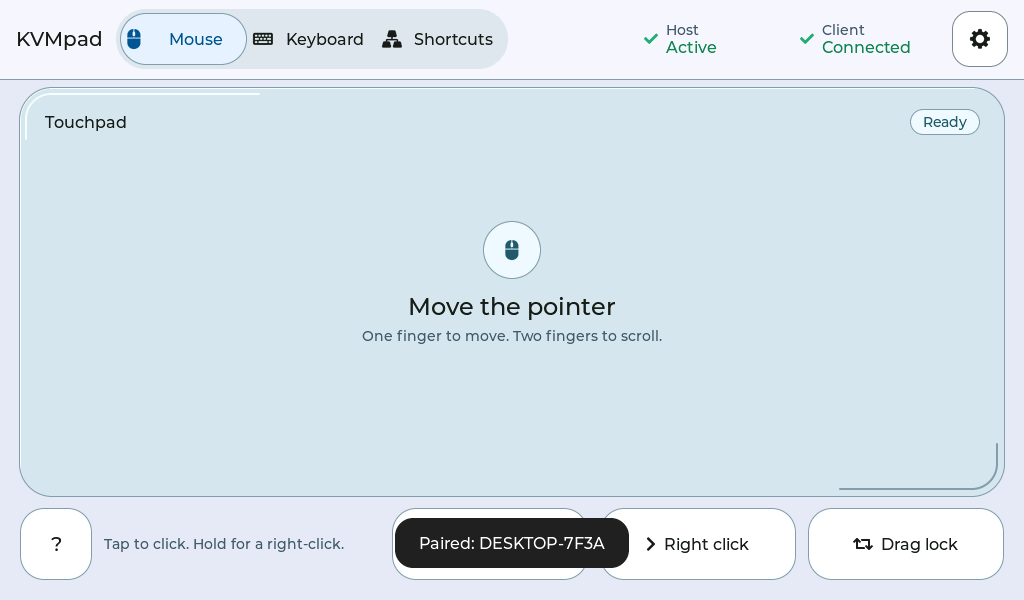 KVMpad
Mouse
Keyboard
Shortcuts
Host
Active
Client
Connected
Touchpad
Ready
Move the pointer
One finger to move. Two fingers to scroll.
?
Tap to click. Hold for a right-click.
Paired: DESKTOP-7F3A
Right click
Drag lock